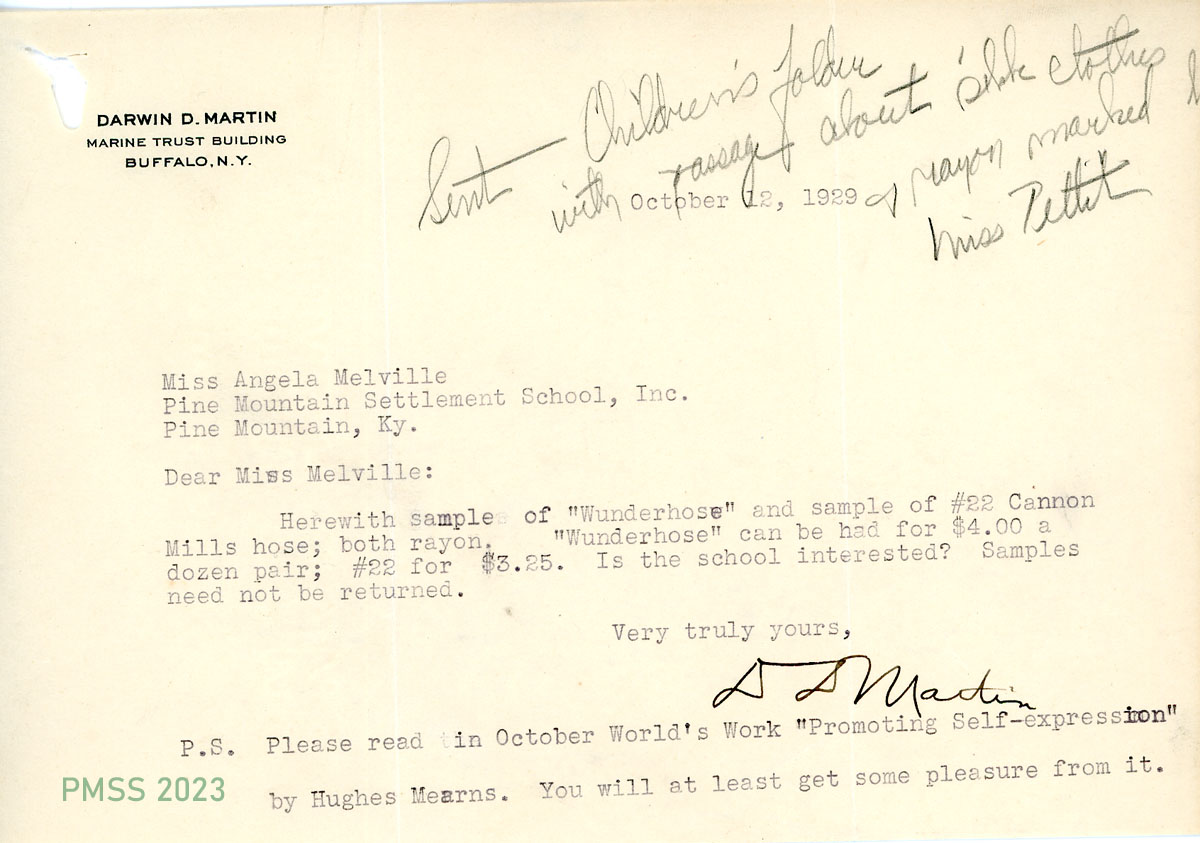 DARWIN D. MARTIN
MARINE TRUST BUILDING
BUFFALO, N.Y.
Sent — Children's folder
with passage about silk clothes
of rayon marked
Miss Pettit
October 12, 1929
Miss Angela Melville
Pine Mountain Settlement School, Inc.
Pine Mountain, Ky.
Dear Miss Melville:
Herewith sample of "Wunderhose" and sample of #22 Cannon
Mills hose; both rayon. "Wunderhose" can be had for $4.00 a
dozen pair; #22 for $3.25. Is the school interested? Samples
need not be returned.
Very truly yours,
D D Martin
P.S. Please read in October World's Work "Promoting Self-expression"
by Hughes Mearns. You will at least get some pleasure from it.
PMSS 2023